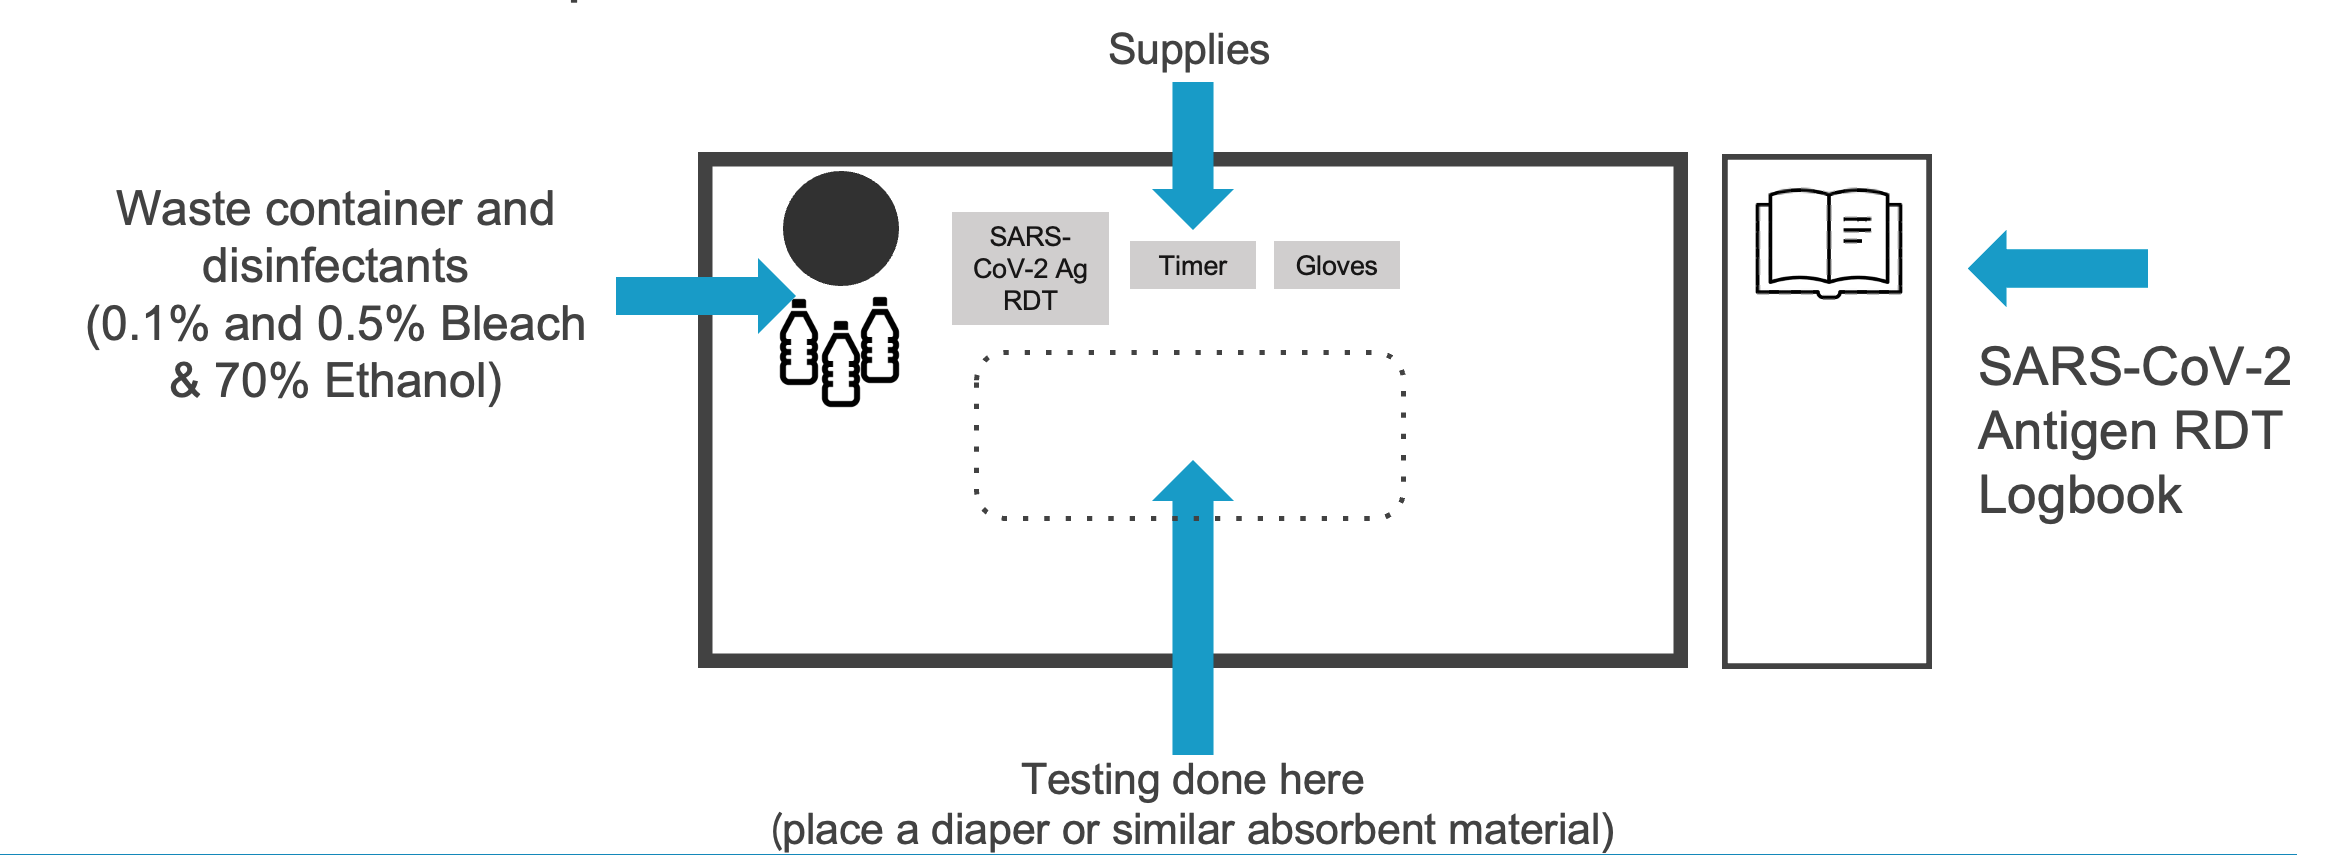 Supplies
Waste container and
disinfectants
(0.1% and 0.5% Bleach
& 70% Ethanol)
SARS-
CoV-2 Ag
RDT
Timer
Gloves
SARS-CoV-2
Antigen RDT
Logbook
Testing done here
(place a diaper or similar absorbent material)